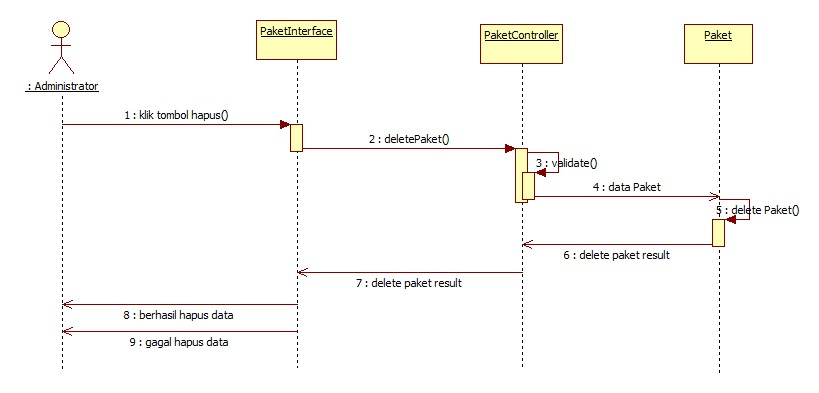 PaketInterface
PaketController
Paket
: Administrator
1 : klik tombol hapus()
2 : deletePaket()
3 : validate()
4 : data Paket
5 : delete Paket()
6 : delete paket result
7 : delete paket result
8 : berhasil hapus data
9 : gagal hapus data